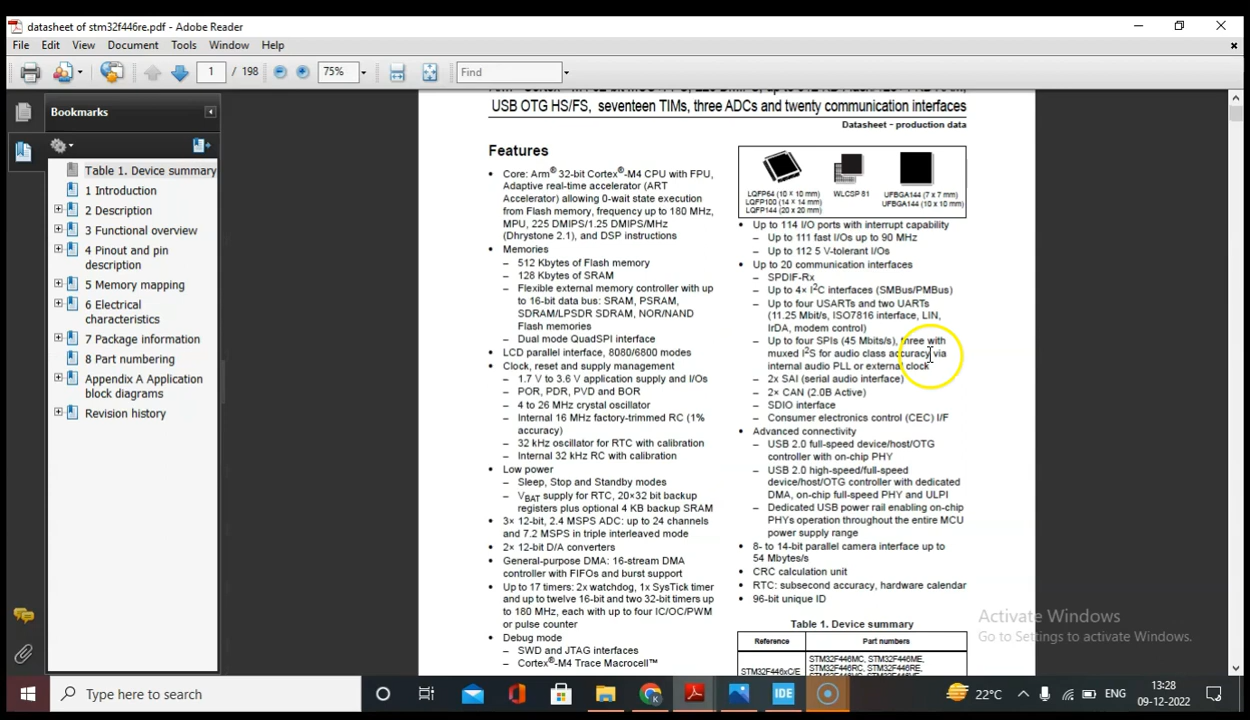 datasheet of stm32f446re.pdf - Adobe Reader
File Edit View Document Tools Window Help
1 / 198 75% Find
Bookmarks
Table 1. Device summary
1 Introduction
2 Description
3 Functional overview
4 Pinout and pin
description
5 Memory mapping
6 Electrical
characteristics
7 Package information
8 Part numbering
Appendix A Application
block diagrams
Revision history
USB OTG HS/FS, seventeen TIMs, three ADCs and twenty communication interfaces
Datasheet - production data
Features
• Core: Arm® 32-bit Cortex®-M4 CPU with FPU,
Adaptive real-time accelerator (ART
Accelerator) allowing 0-wait state execution
from Flash memory, frequency up to 180 MHz,
MPU, 225 DMIPS/1.25 DMIPS/MHz
(Dhrystone 2.1), and DSP instructions
• Memories
– 512 Kbytes of Flash memory
– 128 Kbytes of SRAM
– Flexible external memory controller with up
to 16-bit data bus: SRAM, PSRAM,
SDRAM/LPSDR SDRAM, NOR/NAND
Flash memories
– Dual mode QuadSPI interface
• LCD parallel interface, 8080/6800 modes
• Clock, reset and supply management
– 1.7 V to 3.6 V application supply and I/Os
– POR, PDR, PVD and BOR
– 4 to 26 MHz crystal oscillator
– Internal 16 MHz factory-trimmed RC (1%
accuracy)
– 32 kHz oscillator for RTC with calibration
– Internal 32 kHz RC with calibration
• Low power
– Sleep, Stop and Standby modes
– VBAT supply for RTC, 20×32 bit backup
registers plus optional 4 KB backup SRAM
• 3× 12-bit, 2.4 MSPS ADC: up to 24 channels
and 7.2 MSPS in triple interleaved mode
• 2× 12-bit D/A converters
• General-purpose DMA: 16-stream DMA
controller with FIFOs and burst support
• Up to 17 timers: 2x watchdog, 1x SysTick timer
and up to twelve 16-bit and two 32-bit timers up
to 180 MHz, each with up to four IC/OC/PWM
or pulse counter
• Debug mode
– SWD and JTAG interfaces
– Cortex®-M4 Trace Macrocell™
LQFP64 (10 × 10 mm)
LQFP100 (14 × 14 mm)
LQFP144 (20 x 20 mm)
WLCSP 81
UFBGA144 (7 x 7 mm)
UFBGA144 (10 x 10 mm)
• Up to 114 I/O ports with interrupt capability
– Up to 111 fast I/Os up to 90 MHz
– Up to 112 5 V-tolerant I/Os
• Up to 20 communication interfaces
– SPDIF-Rx
– Up to 4× I2C interfaces (SMBus/PMBus)
– Up to four USARTs and two UARTs
(11.25 Mbit/s, ISO7816 interface, LIN,
IrDA, modem control)
– Up to four SPIs (45 Mbits/s), three with
muxed I2S for audio class accuracy via
internal audio PLL or external clock
– 2x SAI (serial audio interface)
– 2× CAN (2.0B Active)
– SDIO interface
– Consumer electronics control (CEC) I/F
• Advanced connectivity
– USB 2.0 full-speed device/host/OTG
controller with on-chip PHY
– USB 2.0 high-speed/full-speed
device/host/OTG controller with dedicated
DMA, on-chip full-speed PHY and ULPI
– Dedicated USB power rail enabling on-chip
PHYs operation throughout the entire MCU
power supply range
• 8- to 14-bit parallel camera interface up to
54 Mbytes/s
• CRC calculation unit
• RTC: subsecond accuracy, hardware calendar
• 96-bit unique ID
Table 1. Device summary
Reference Part numbers
STM32F446xC/E
STM32F446MC, STM32F446ME,
STM32F446RC, STM32F446RE,
Activate Windows
Go to Settings to activate Windows.
Type here to search
IDE
22°C
ENG
13:28
09-12-2022